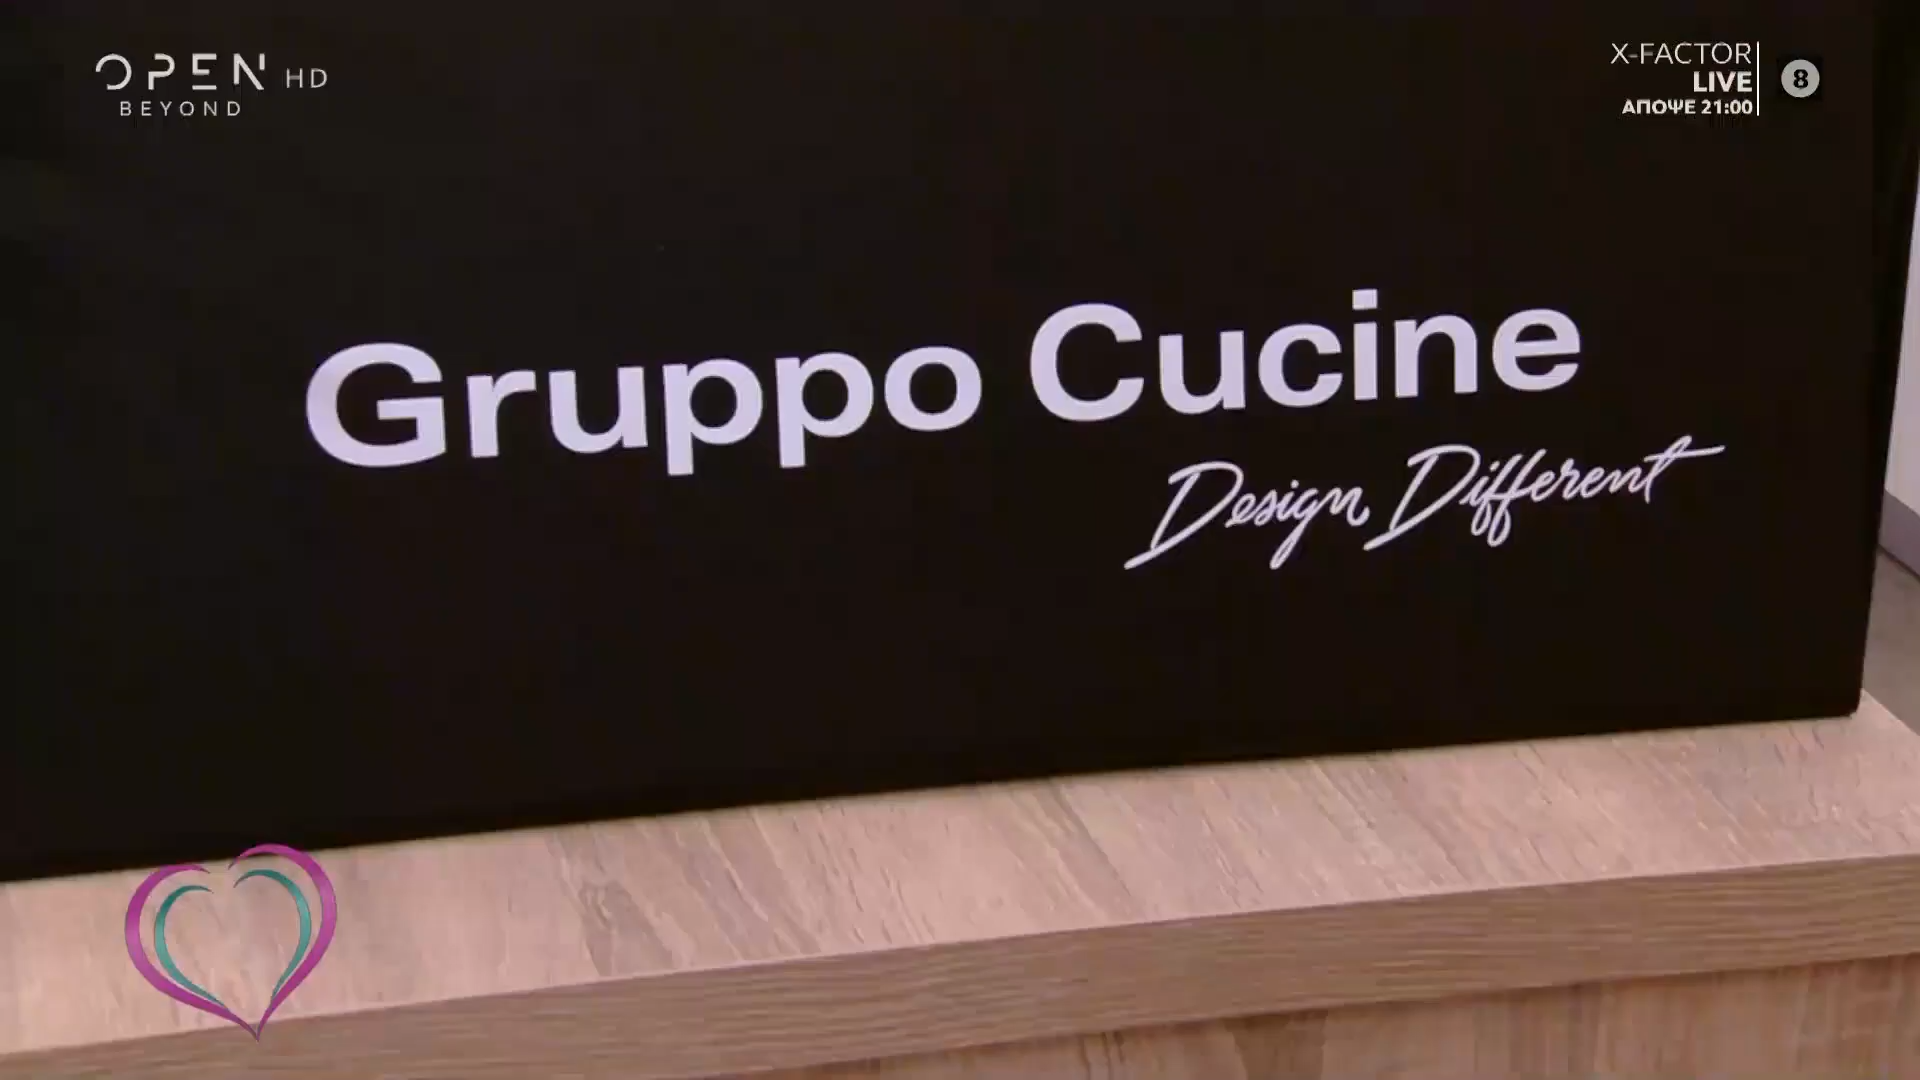 OPEN HD
BEYOND
X-FACTOR
LIVE
ΑΠΟΨΕ 21:00
8
Gruppo Cucine
Design Different